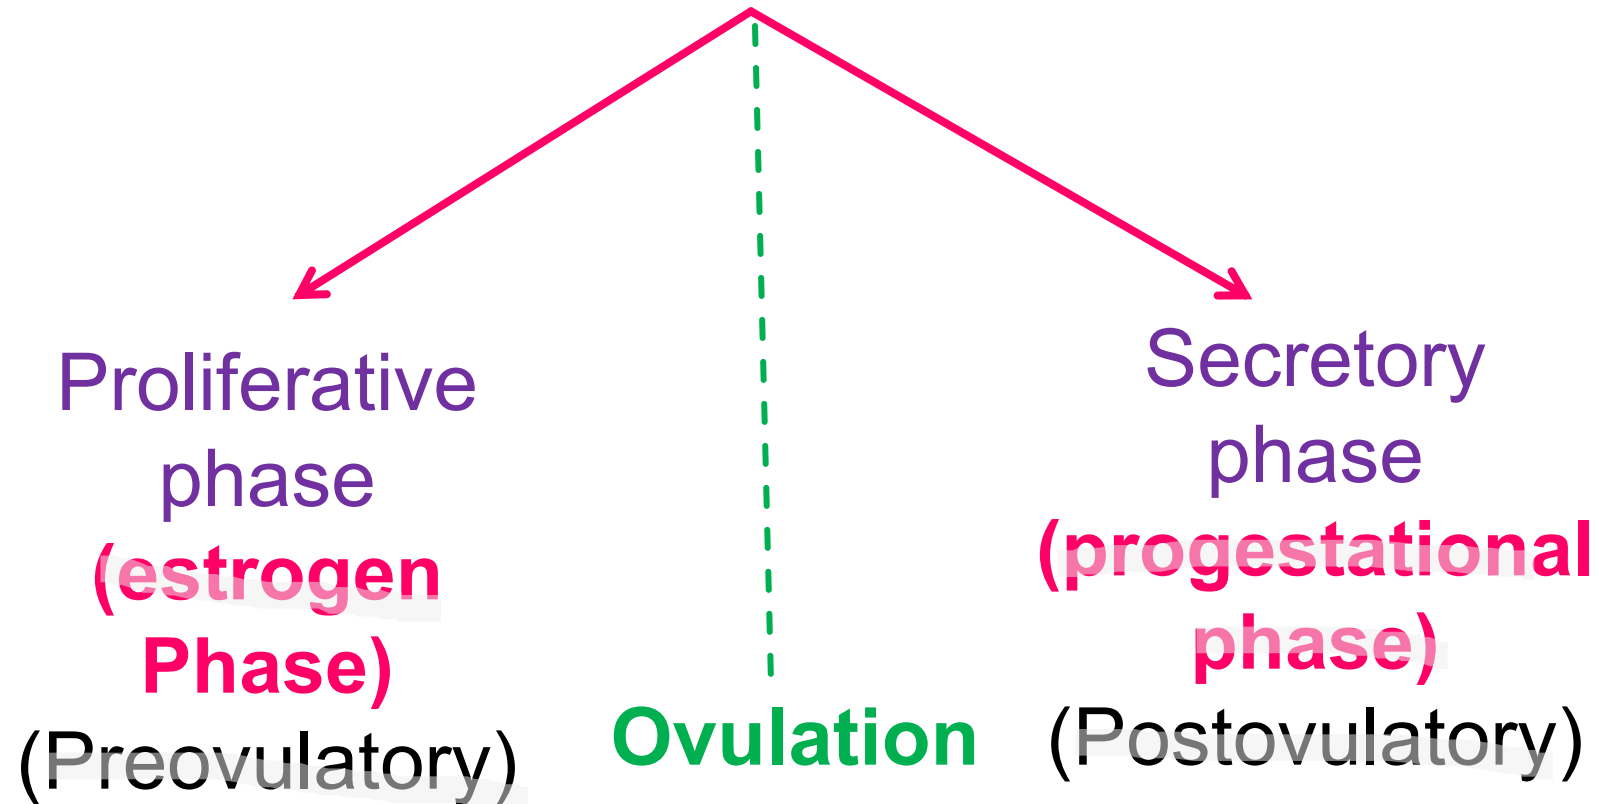 Proliferative
phase
(estrogen
Phase)
(Preovulatory)
Ovulation
Secretory
phase
(progestational
phase)
(Postovulatory)